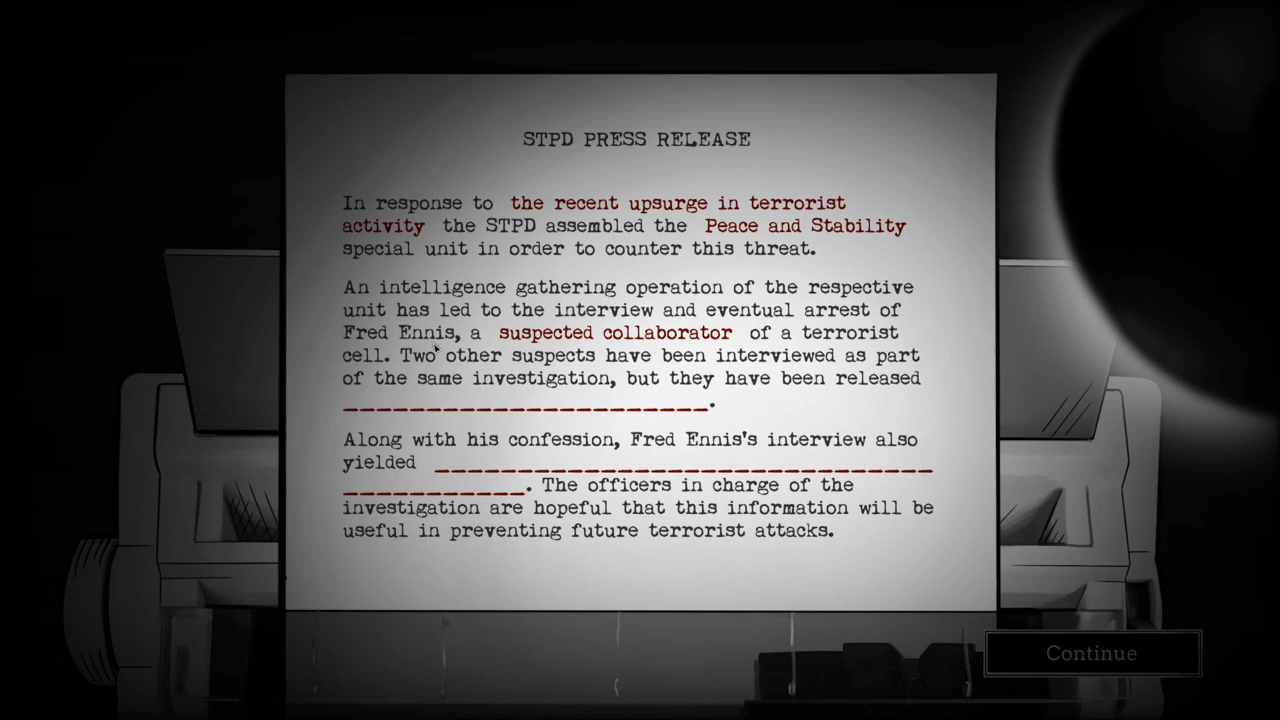 STPD PRESS RELEASE
In response to the recent upsurge in terrorist
activity the STPD assembled the Peace and Stability
special unit in order to counter this threat.
An intelligence gathering operation of the respective
unit has led to the interview and eventual arrest of
Fred Ennis, a suspected collaborator of a terrorist
cell. Two other suspects have been interviewed as part
of the same investigation, but they have been released
_________________________.
Along with his confession, Fred Ennis's interview also
yielded __________________________________
_____________. The officers in charge of the
investigation are hopeful that this information will be
useful in preventing future terrorist attacks.
Continue